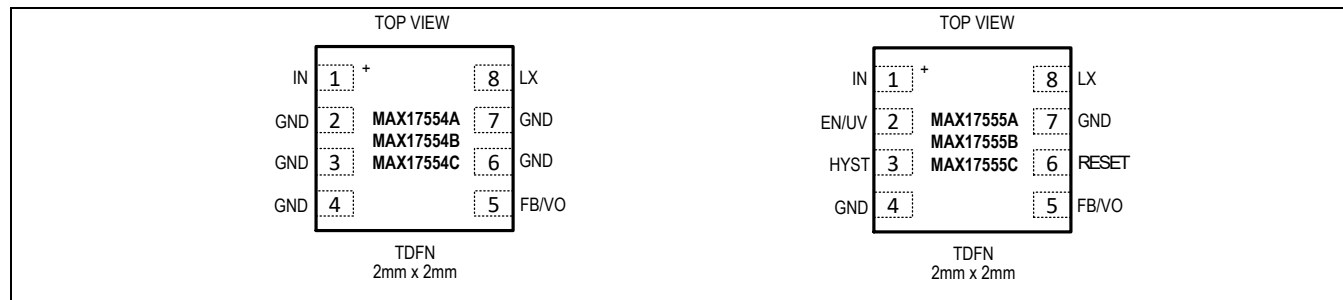 TOP VIEW
IN 1 + 8 LX
GND 2 MAX17554A 7 GND
MAX17554B
GND 3 MAX17554C 6 GND
GND 4 5 FB/VO
TDFN
2mm x 2mm
TOP VIEW
IN 1 + 8 LX
EN/UV 2 MAX17555A 7 GND
MAX17555B
HYST 3 MAX17555C 6 RESET
GND 4 5 FB/VO
TDFN
2mm x 2mm